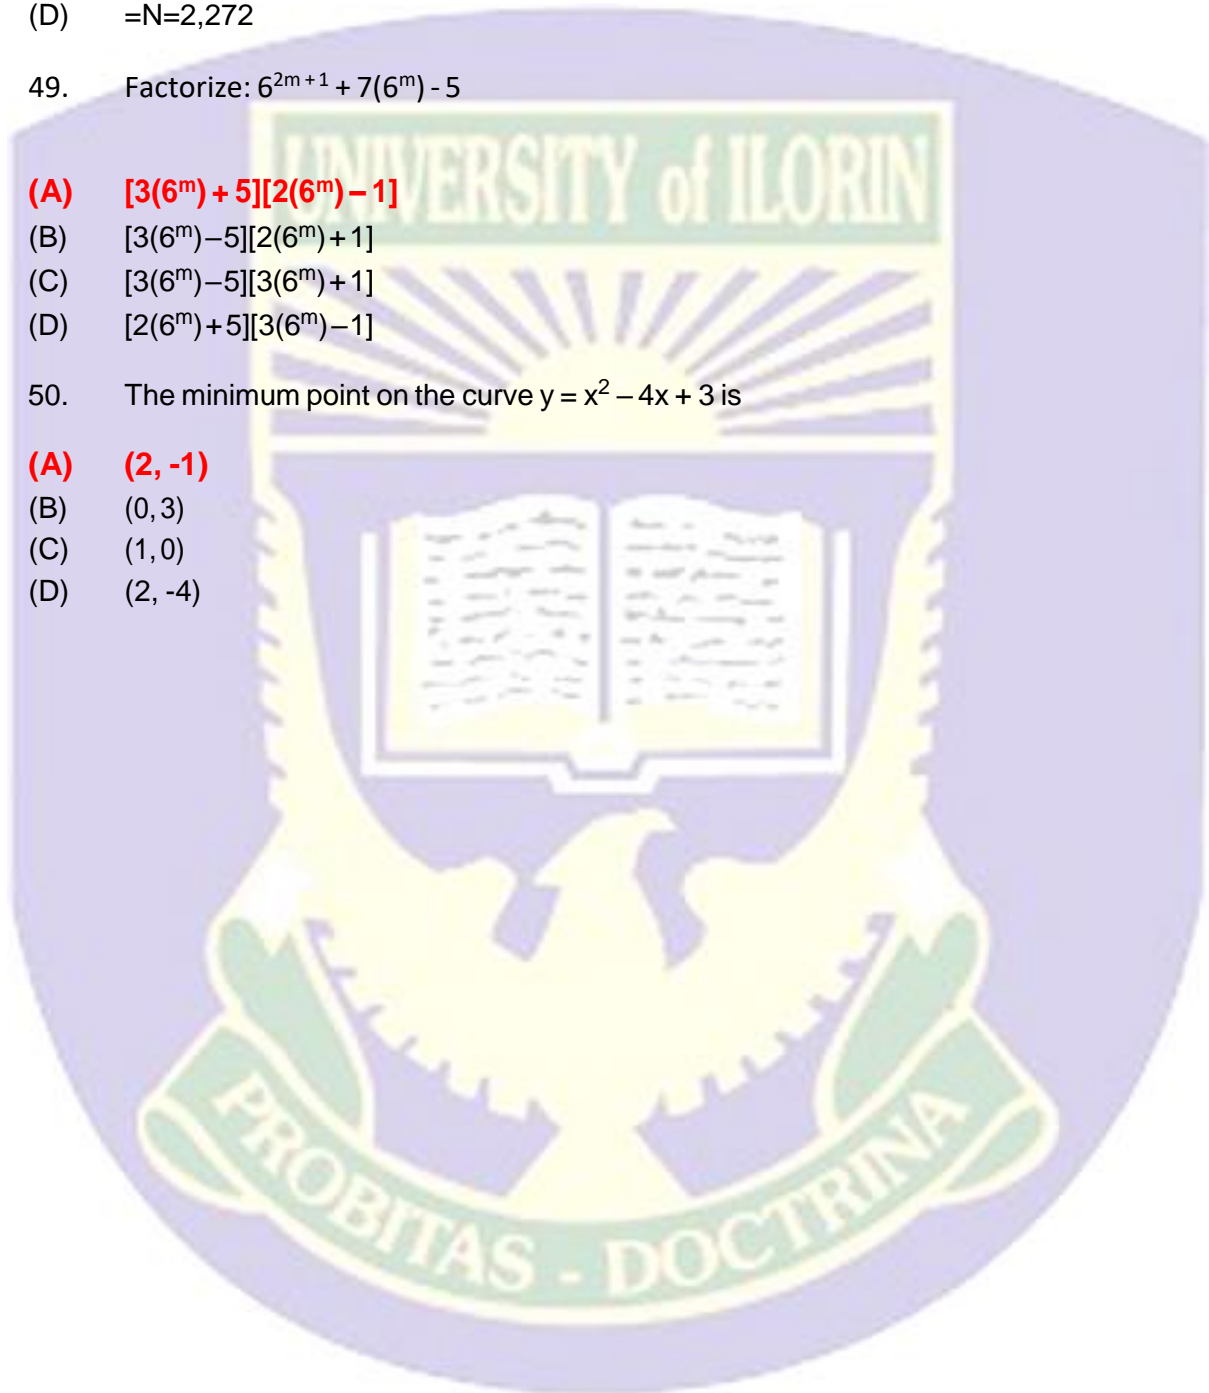 (D) =N=2,272
49. Factorize: 6^{2m + 1} + 7(6^m) - 5
UNIVERSITY of ILORIN
(A) [3(6^m) + 5][2(6^m) – 1]
(B) [3(6^m)–5][2(6^m)+1]
(C) [3(6^m)–5][3(6^m)+1]
(D) [2(6^m)+5][3(6^m)–1]
50. The minimum point on the curve y = x^2 – 4x + 3 is
(A) (2, -1)
(B) (0, 3)
(C) (1, 0)
(D) (2, -4)
PROBITAS - DOCTRINA